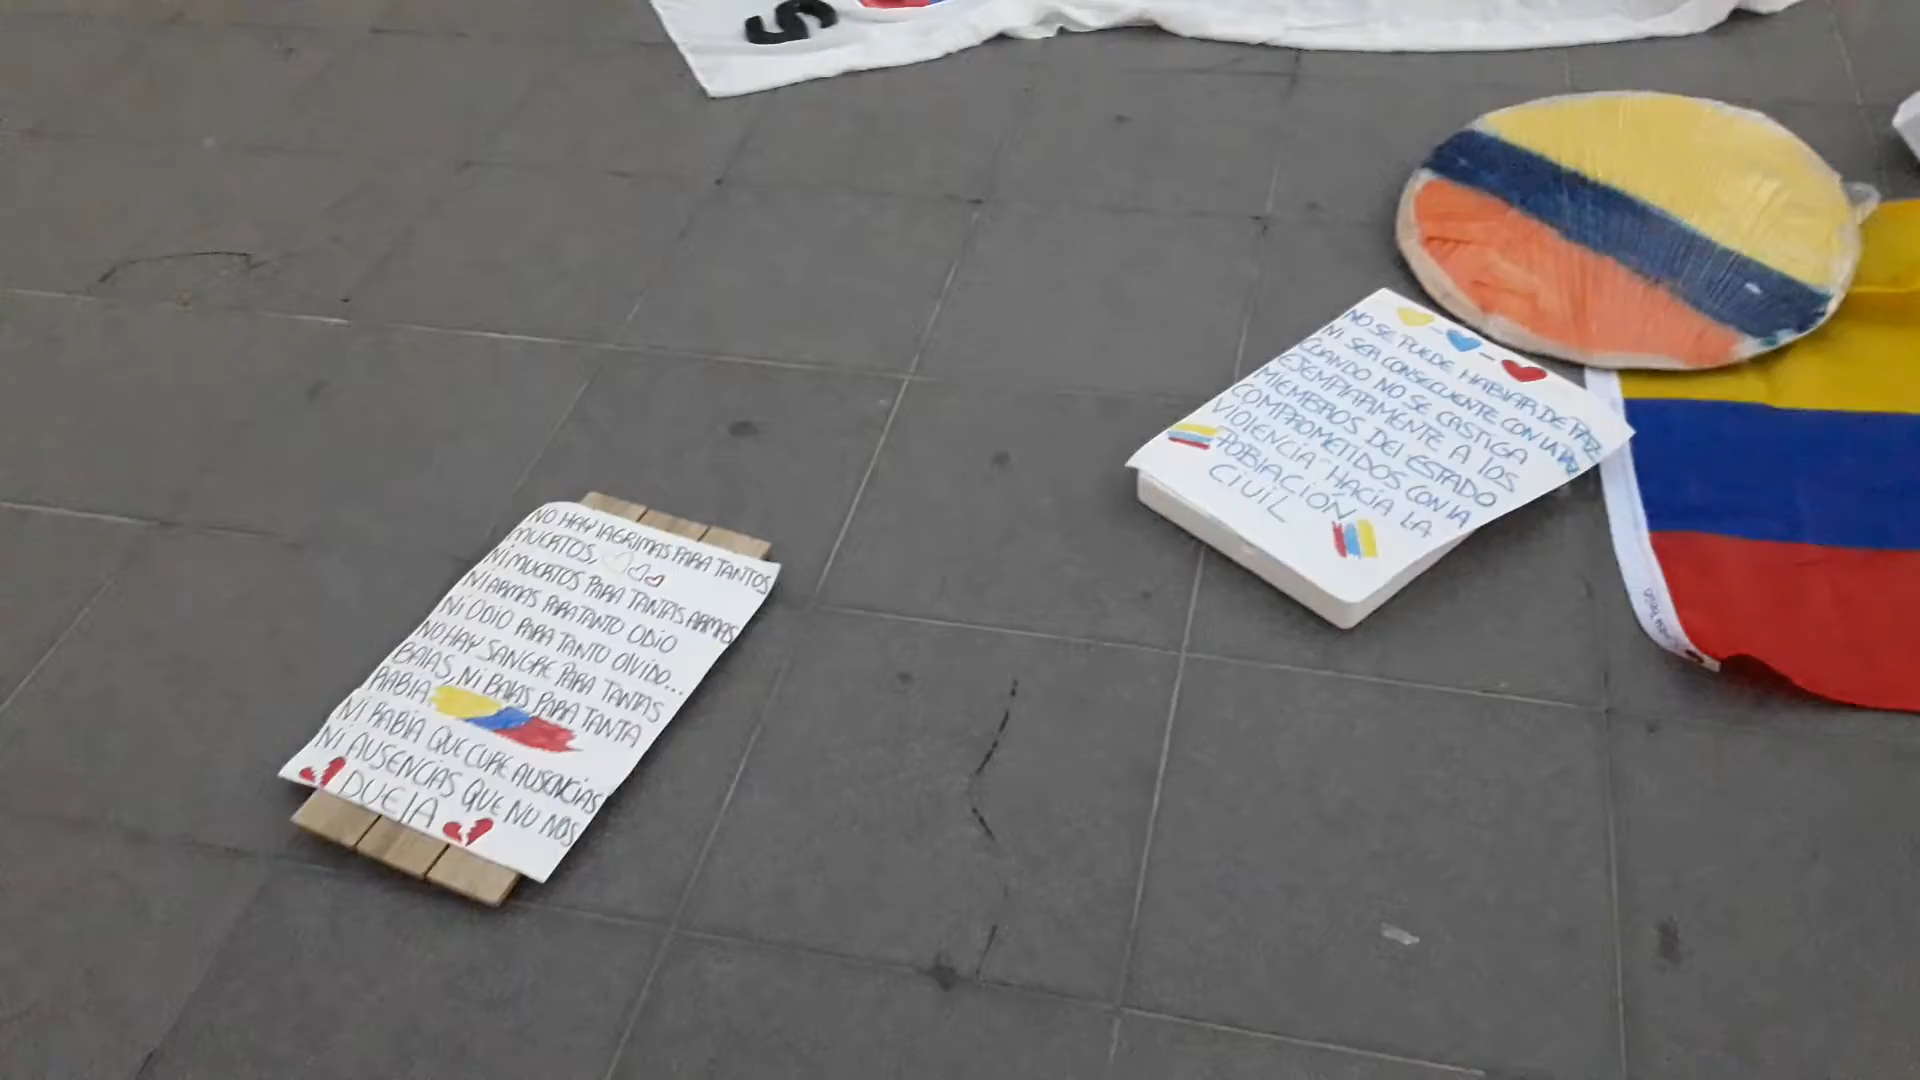 S
NO SE PUEDE HABLAR DE PAZ
NI SER CONSECUENTE CON LA PAZ
CUANDO NO SE CASTIGA
EJEMPLARMENTE A LOS
MIEMBROS DEL ESTADO
COMPROMETIDOS CON LA
VIOLENCIA HACIA LA
POBLACIÓN
CIVIL
NO HAY LAGRIMAS PARA TANTOS
MUERTOS,
NI MUERTOS PARA TANTAS ARMAS
NI ARMAS PARA TANTO ODIO
NI ODIO PARA TANTO OLVIDO...
NO HAY SANGRE PARA TANTAS
BALAS, NI BALAS PARA TANTA
RABIA
NI RABIA QUE CURE AUSENCIAS
NI AUSENCIAS QUE NO NOS
DUELA